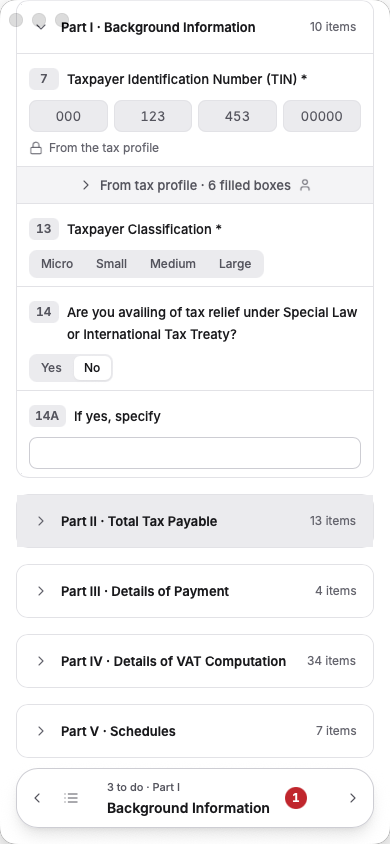 Part I · Background Information 10 items
7 Taxpayer Identification Number (TIN) *
000 123 453 00000
From the tax profile
From tax profile · 6 filled boxes
13 Taxpayer Classification *
Micro Small Medium Large
14 Are you availing of tax relief under Special Law
or International Tax Treaty?
Yes No
14A If yes, specify
Part II · Total Tax Payable 13 items
Part III · Details of Payment 4 items
Part IV · Details of VAT Computation 34 items
Part V · Schedules 7 items
3 to do · Part I
Background Information 1